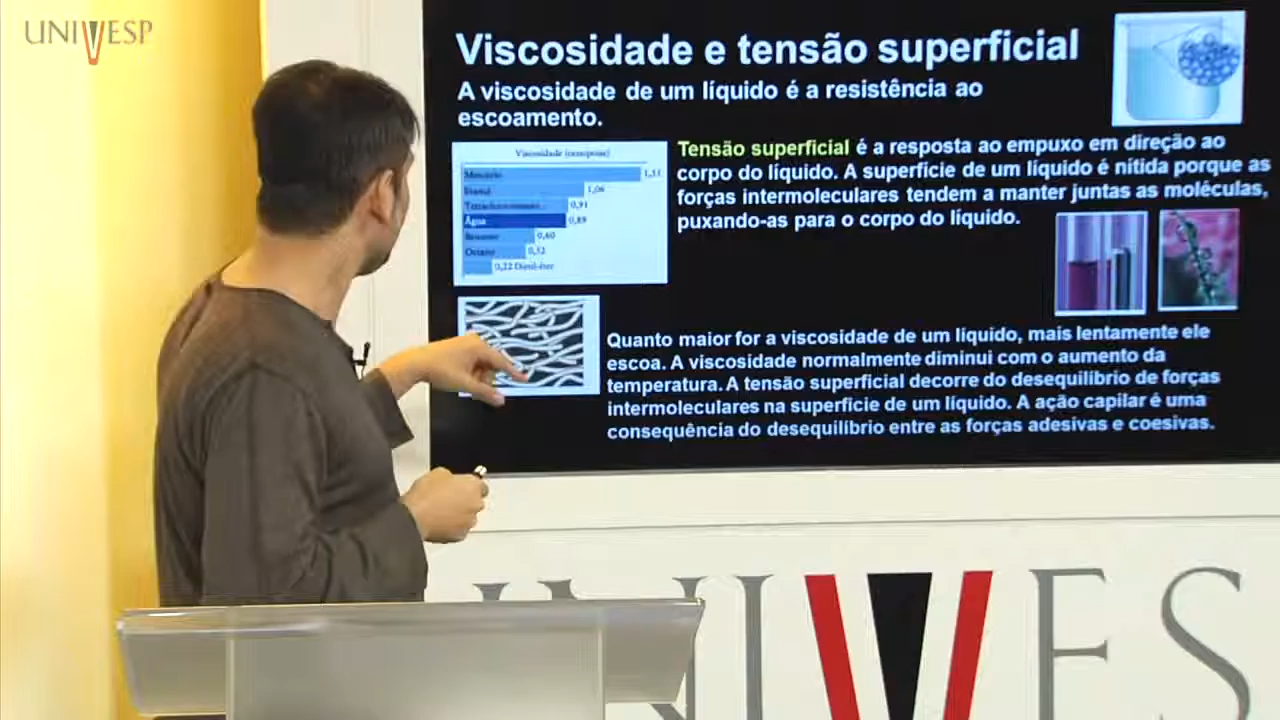 UNIVESP
Viscosidade e tensão superficial
A viscosidade de um líquido é a resistência ao
escoamento.
Viscosidade (centipoise)
Mercúrio 1,51
Etanol 1,06
0,91
Água 0,89
Benzeno 0,60
Octano 0,52
0,22 Dietil-éter
Tensão superficial é a resposta ao empuxo em direção ao
corpo do líquido. A superfície de um líquido é nítida porque as
forças intermoleculares tendem a manter juntas as moléculas,
puxando-as para o corpo do líquido.
Quanto maior for a viscosidade de um líquido, mais lentamente ele
escoa. A viscosidade normalmente diminui com o aumento da
temperatura. A tensão superficial decorre do desequilíbrio de forças
intermoleculares na superfície de um líquido. A ação capilar é uma
consequência do desequilíbrio entre as forças adesivas e coesivas.
UNIVESP